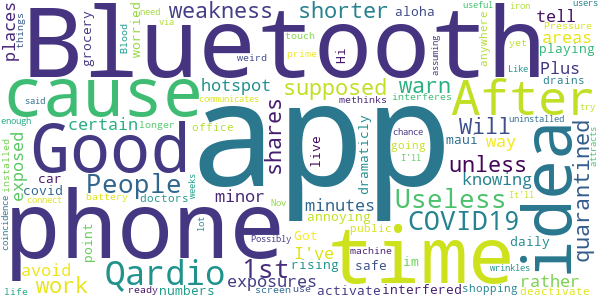 Bluetooth
app
phone
time
Good
cause
After
idea
Qardio
COVID19
People
1st
Useless
work
weakness
shorter
aloha
tell
areas
playing
places
things
grocery
worried
need
via
Blood
weird
touch
prime
Hi
iron
useful
Pressure
users
anywhere
yet
Like
assuming
Plus
drains
hotspot
supposed
warn
methinks
interferes
certain
longer
office
shares
live
dramaticly
communicates
Will
maui
way
uninstalled
chance
going
I'll
try
enough
said
installed
exposed
car
covid
doctors
weeks
minor
minutes
unless
knowing
quarantined
attracts
coincidence
connect
battery
lot
Nov
annoying
public
I've
Got
machine
im
It'll
daily
rather
avoid
point
numbers
exposures
rising
safe
interfered
wrinkles
shopping
life
ready
Possibly
screen
use
activate
deactivate